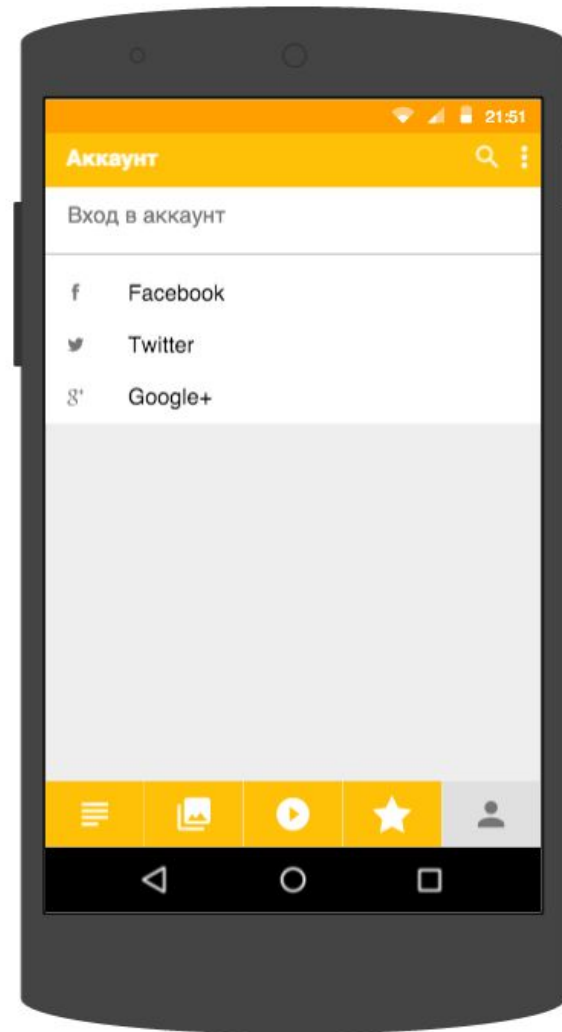 21:51
Аккаунт
Вход в аккаунт
Facebook
Twitter
Google+